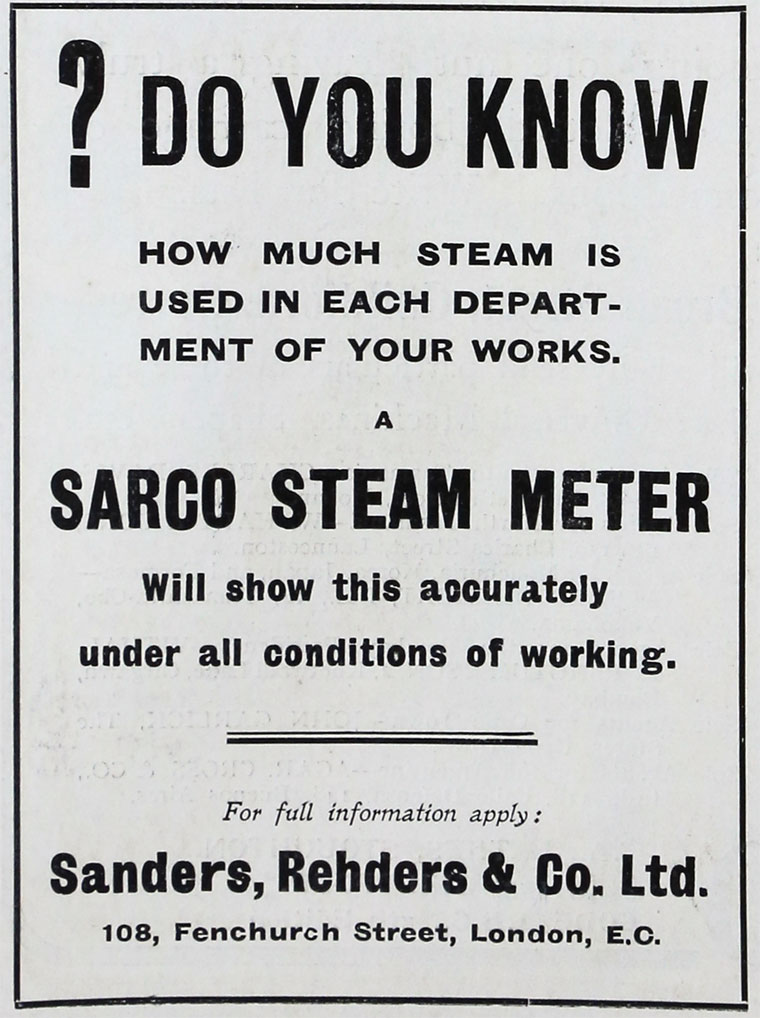 ? DO YOU KNOW
HOW MUCH STEAM IS
USED IN EACH DEPART-
MENT OF YOUR WORKS.
A
SARCO STEAM METER
Will show this accurately
under all conditions of working.
For full information apply:
Sanders, Rehders & Co. Ltd.
108, Fenchurch Street, London, E.C.